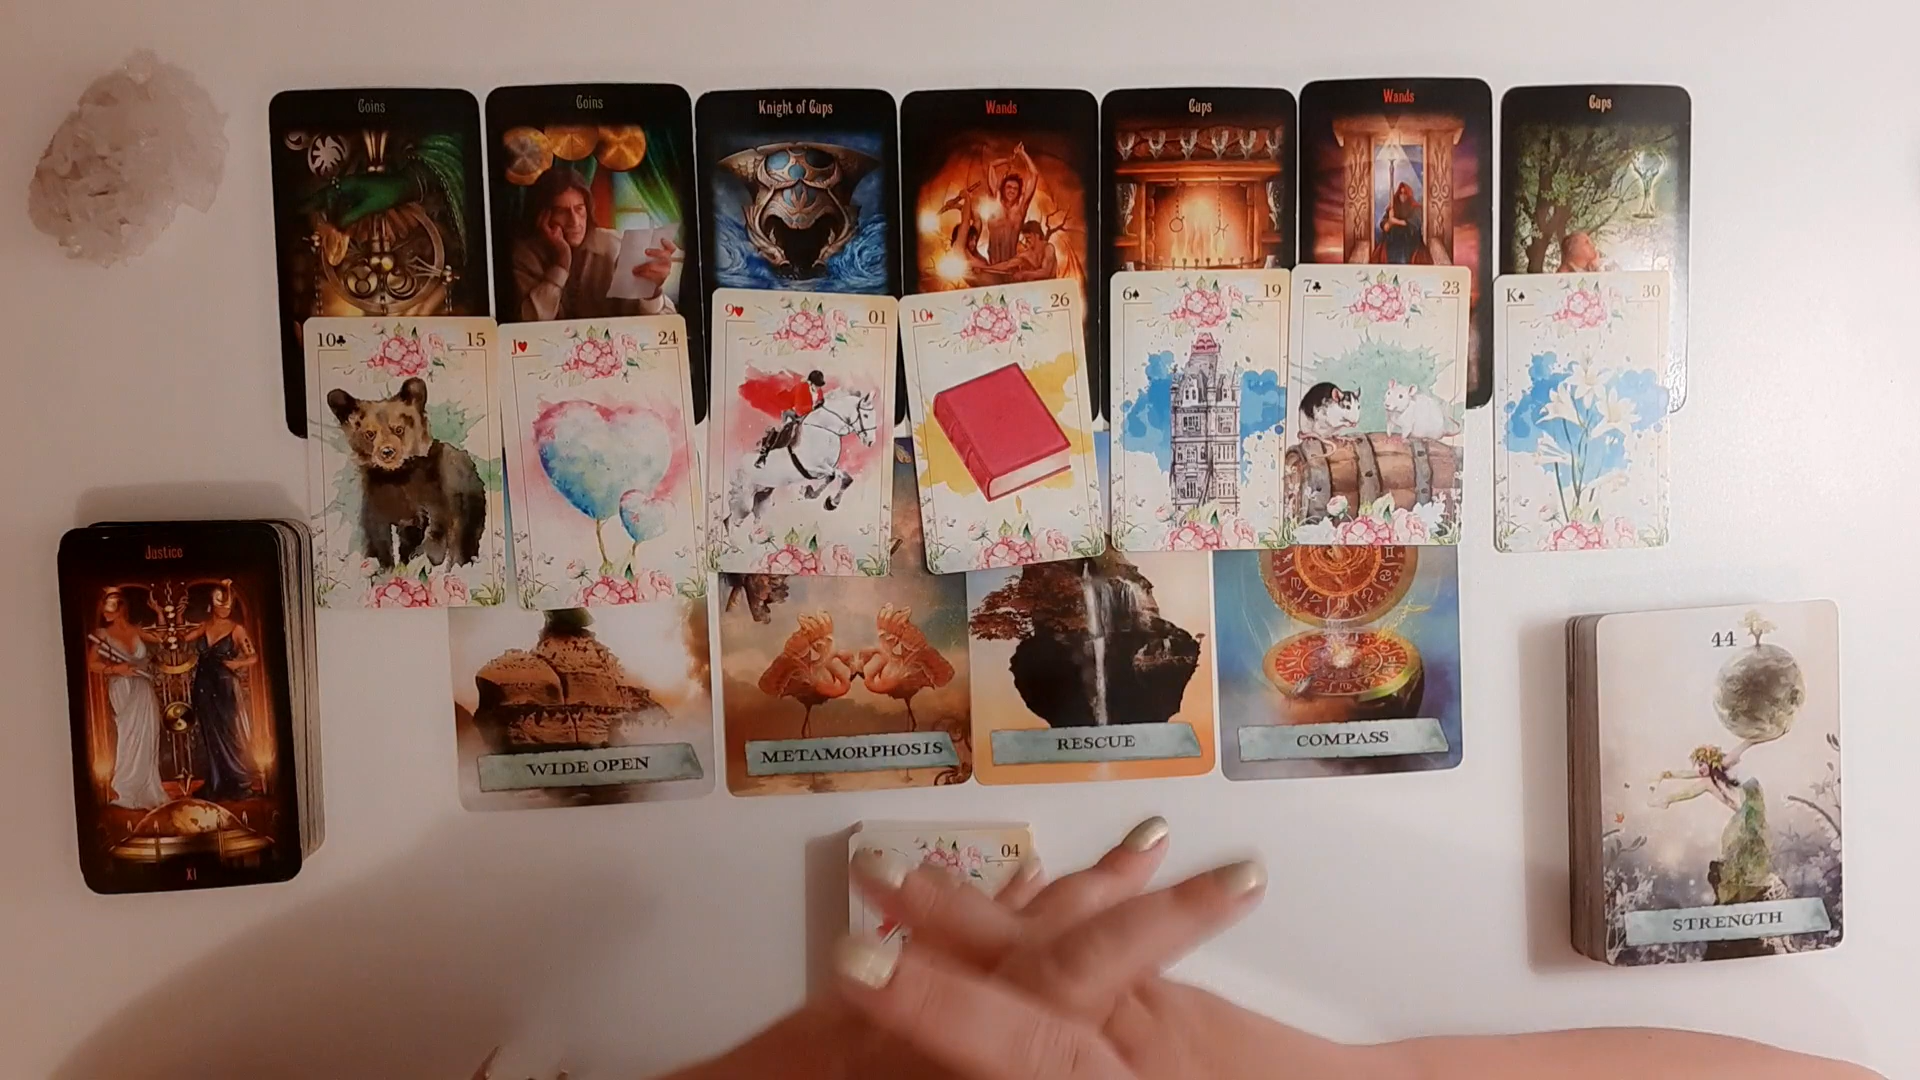 Coins
Coins
Knight of Cups
Wands
Cups
Wands
Cups
10♣ 15
J♥ 24
9♥ 01
10♦ 26
6♠ 19
7♣ 23
K♠ 30
Justice
XI
WIDE OPEN
METAMORPHOSIS
RESCUE
COMPASS
04
44
STRENGTH